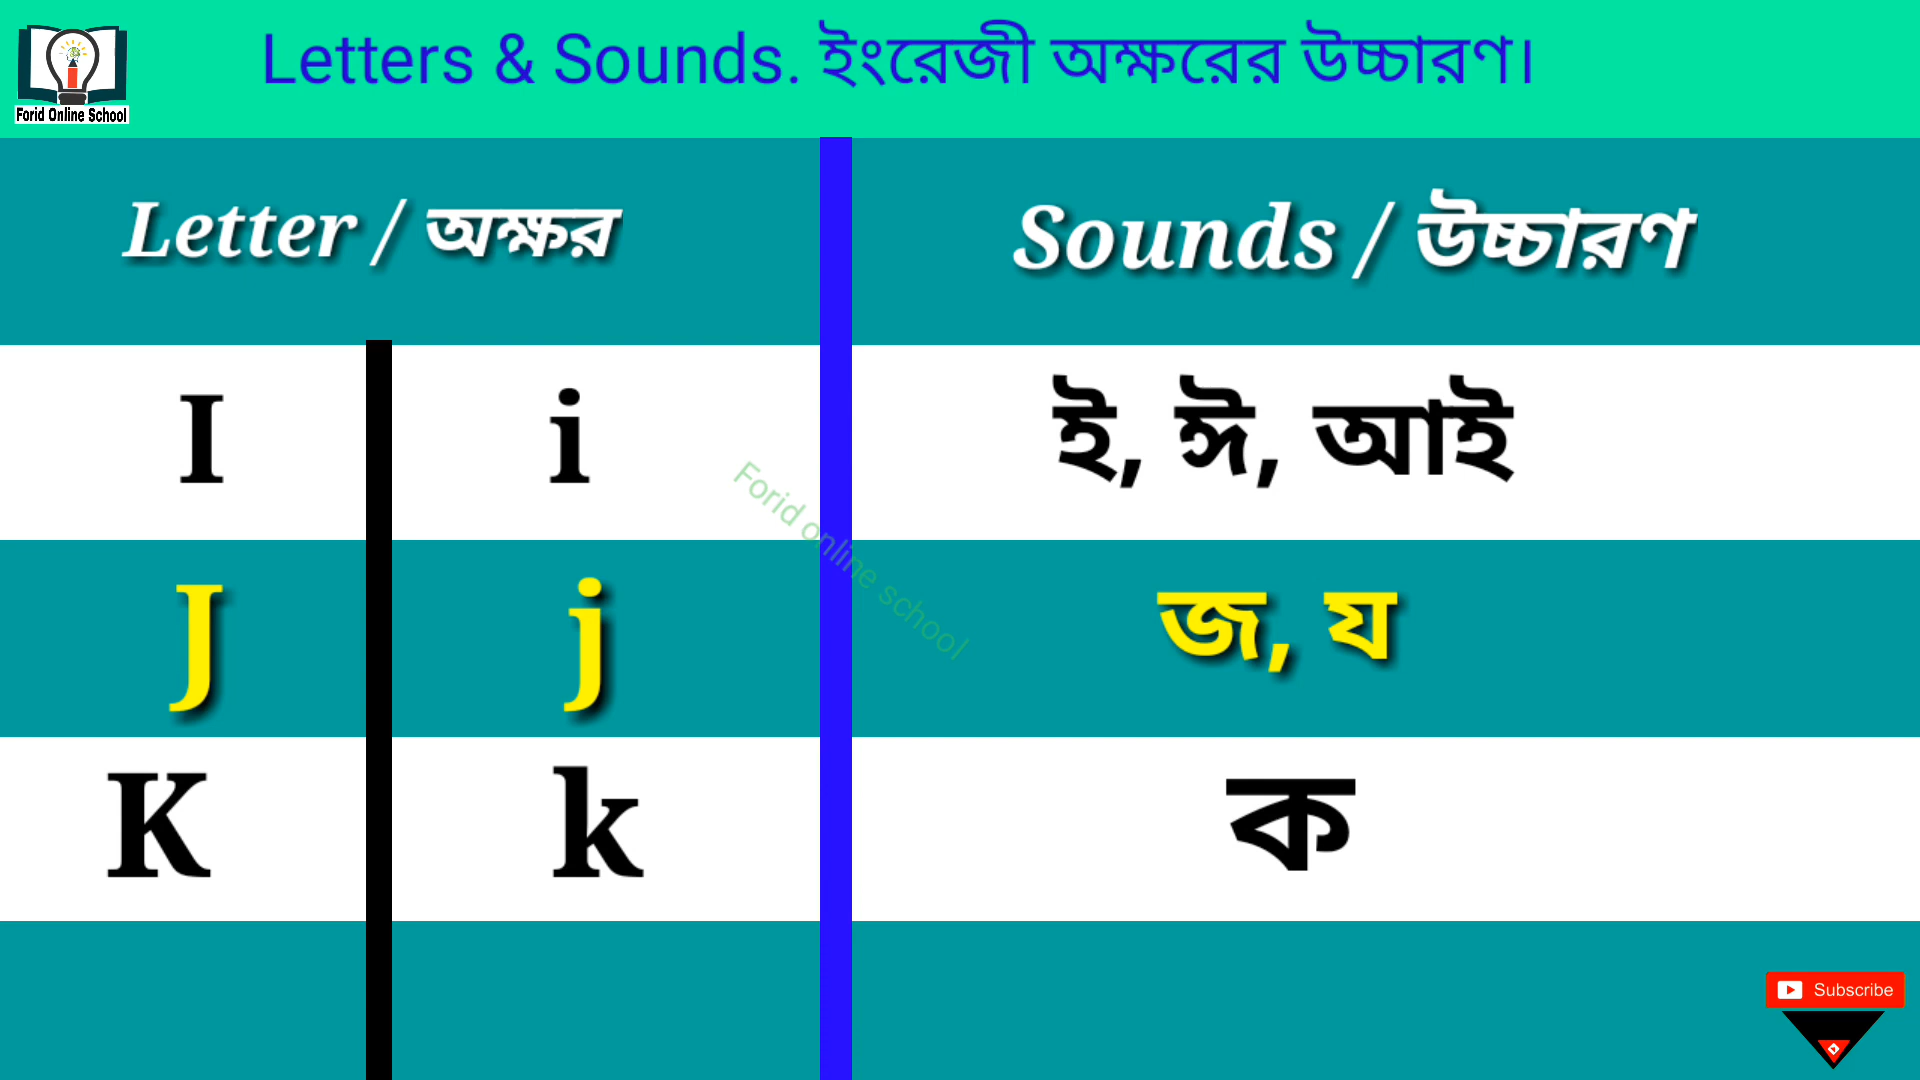 Letters & Sounds. ইংরেজী অক্ষরের উচ্চারণ।
Forid Online School
Letter / অক্ষর
Sounds / উচ্চারণ
I i ই, ঈ, আই
Forid online school
J j জ, য
K k ক
Subscribe